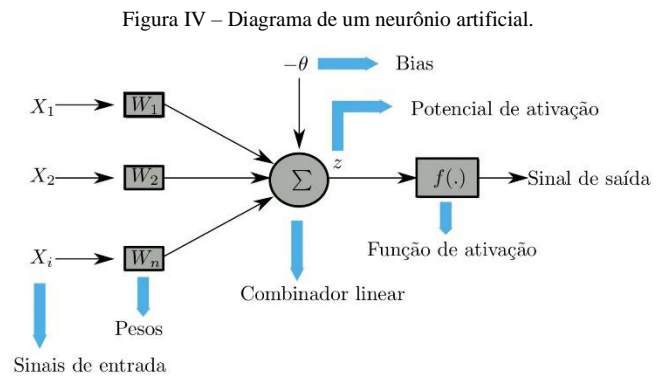 Figura IV – Diagrama de um neurônio artificial.
−θ
Bias
Potencial de ativação
X₁
W₁
X₂
W₂
Σ
z
f(.)
Sinal de saída
Função de ativação
Xᵢ
Wₙ
Combinador linear
Pesos
Sinais de entrada